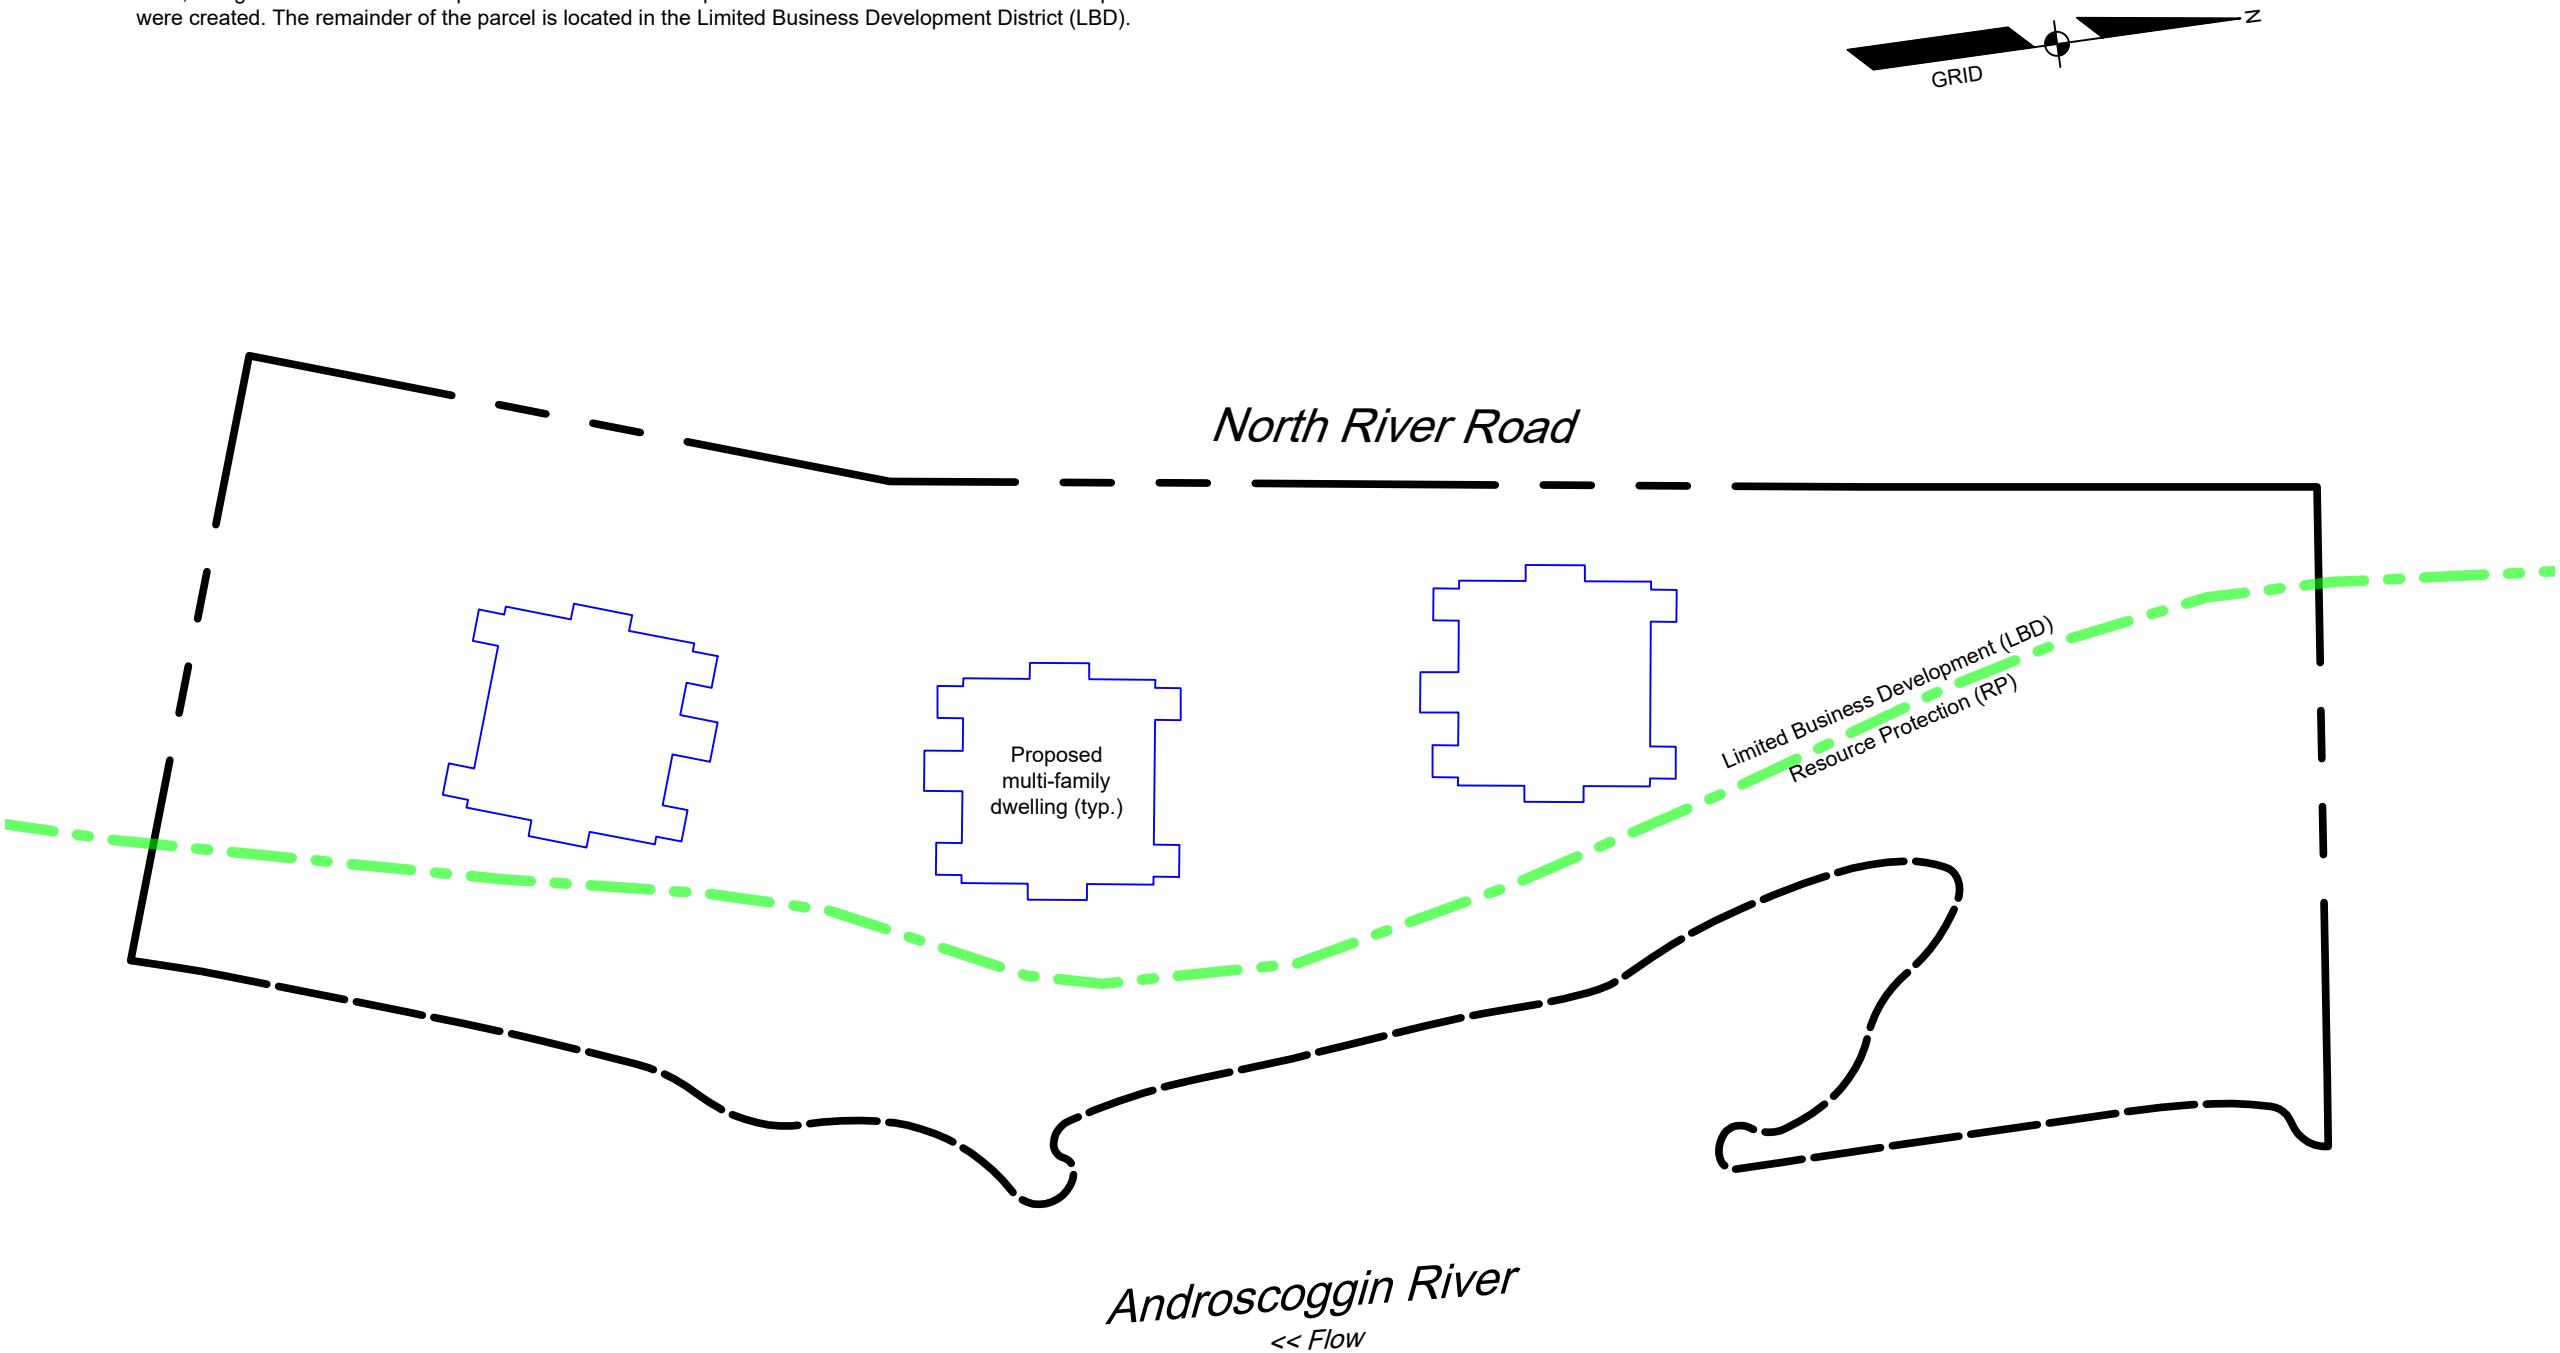 were created. The remainder of the parcel is located in the Limited Business Development District (LBD).
N
GRID
North River Road
Limited Business Development (LBD)
Resource Protection (RP)
Proposed
multi-family
dwelling (typ.)
Androscoggin River
<< Flow